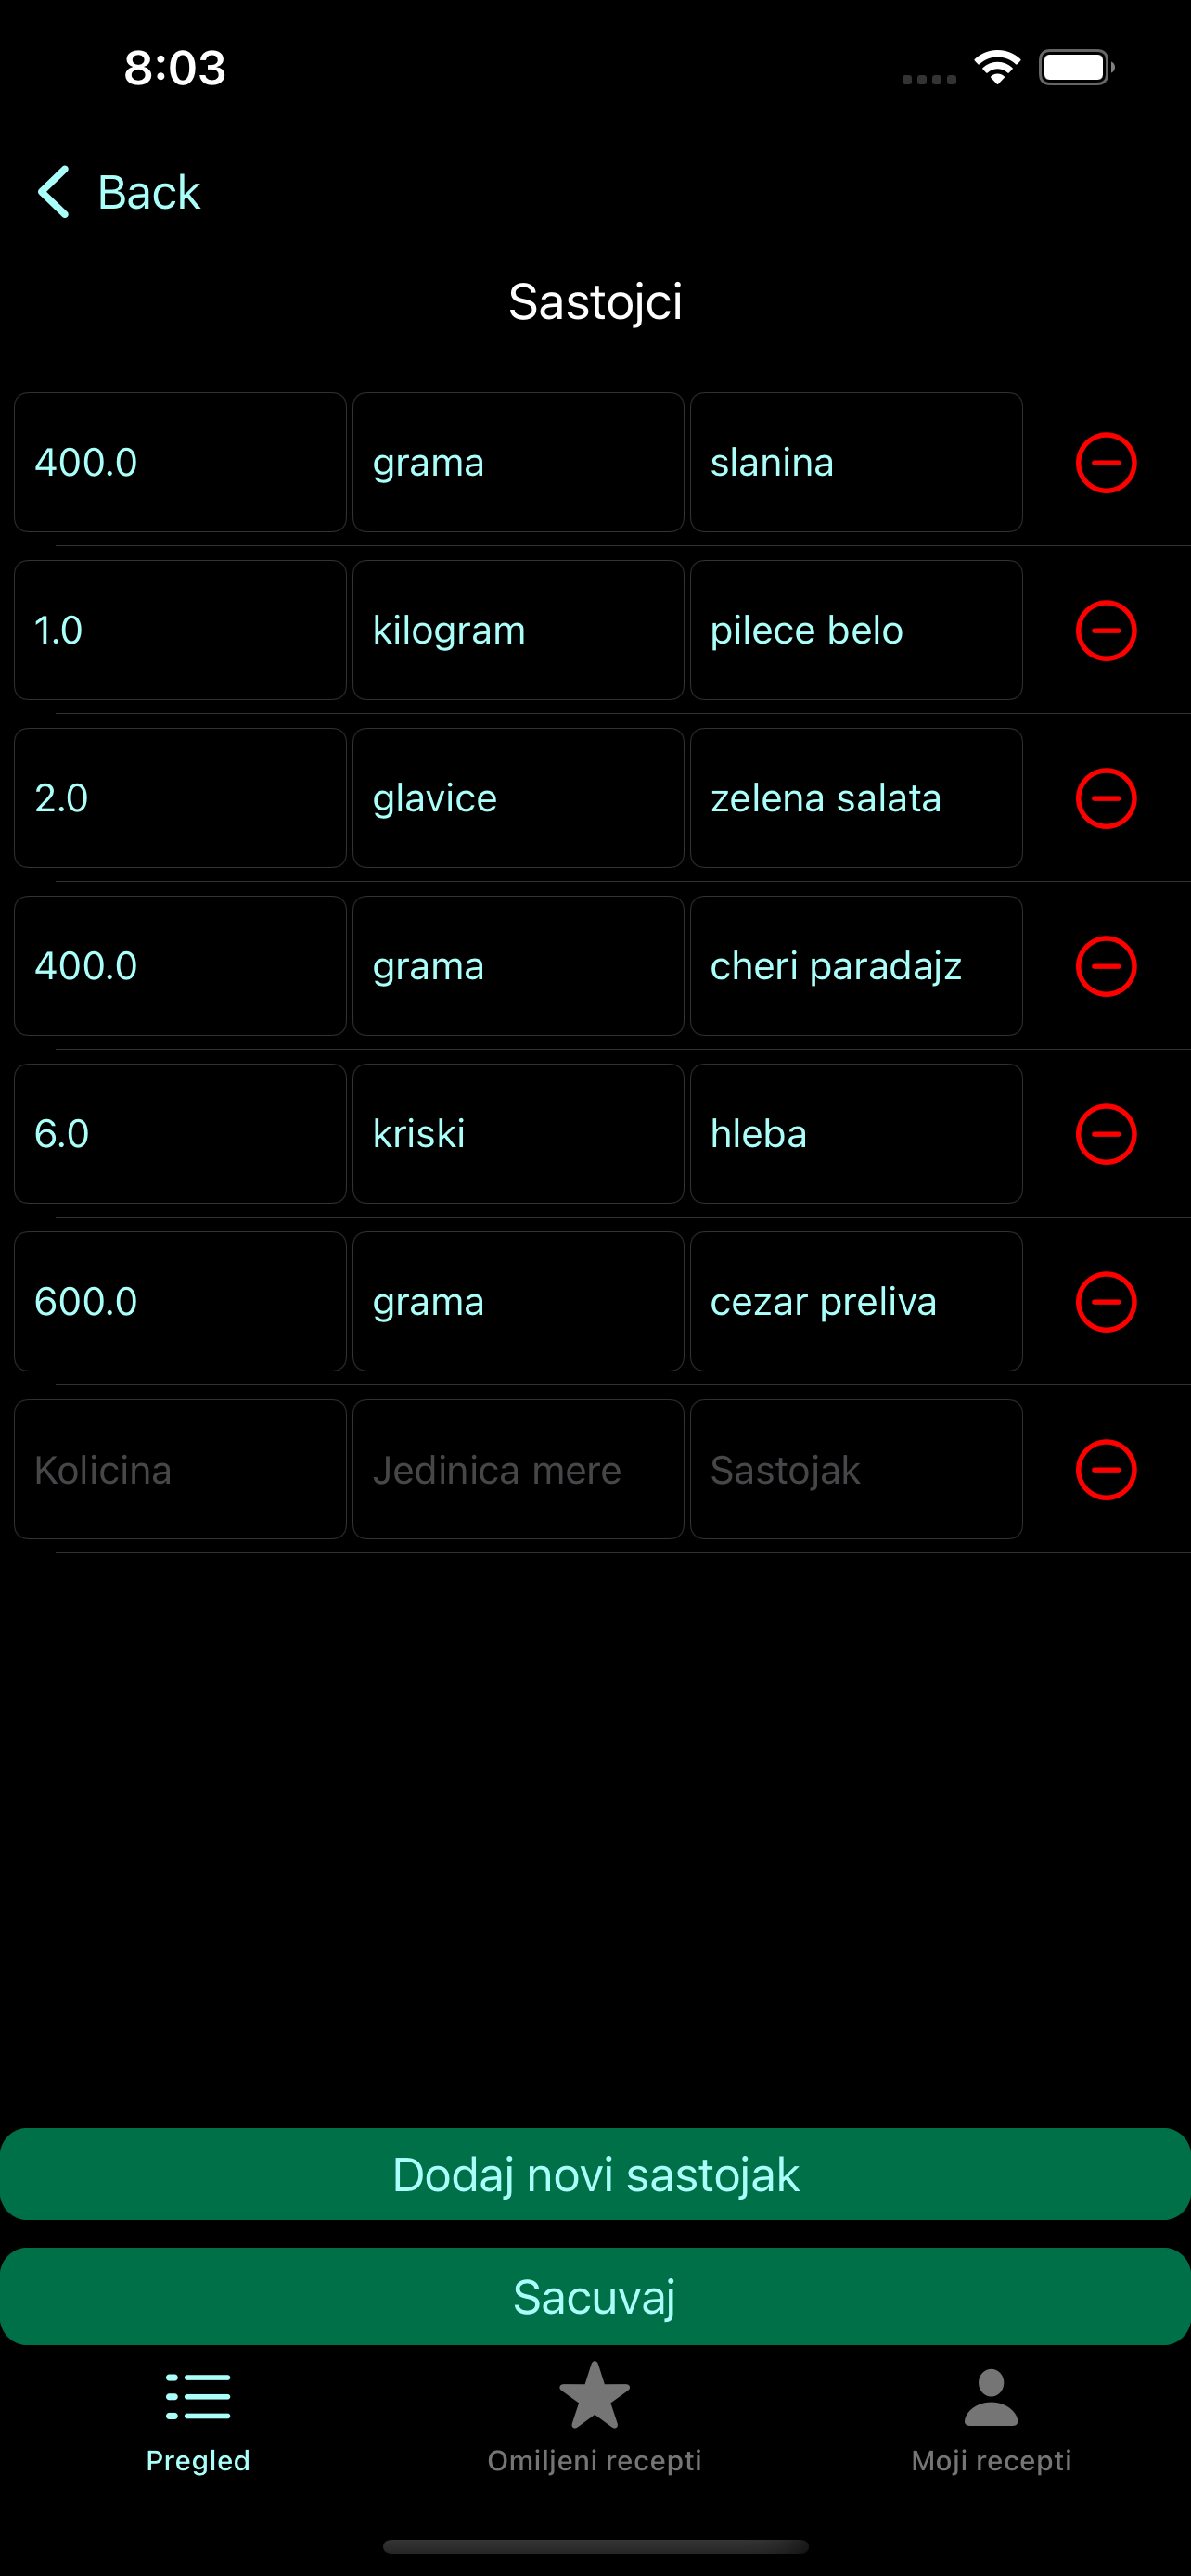 8:03
Back
Sastojci
400.0 grama slanina
1.0 kilogram pilece belo
2.0 glavice zelena salata
400.0 grama cheri paradajz
6.0 kriski hleba
600.0 grama cezar preliva
Kolicina Jedinica mere Sastojak
Dodaj novi sastojak
Sacuvaj
Pregled Omiljeni recepti Moji recepti